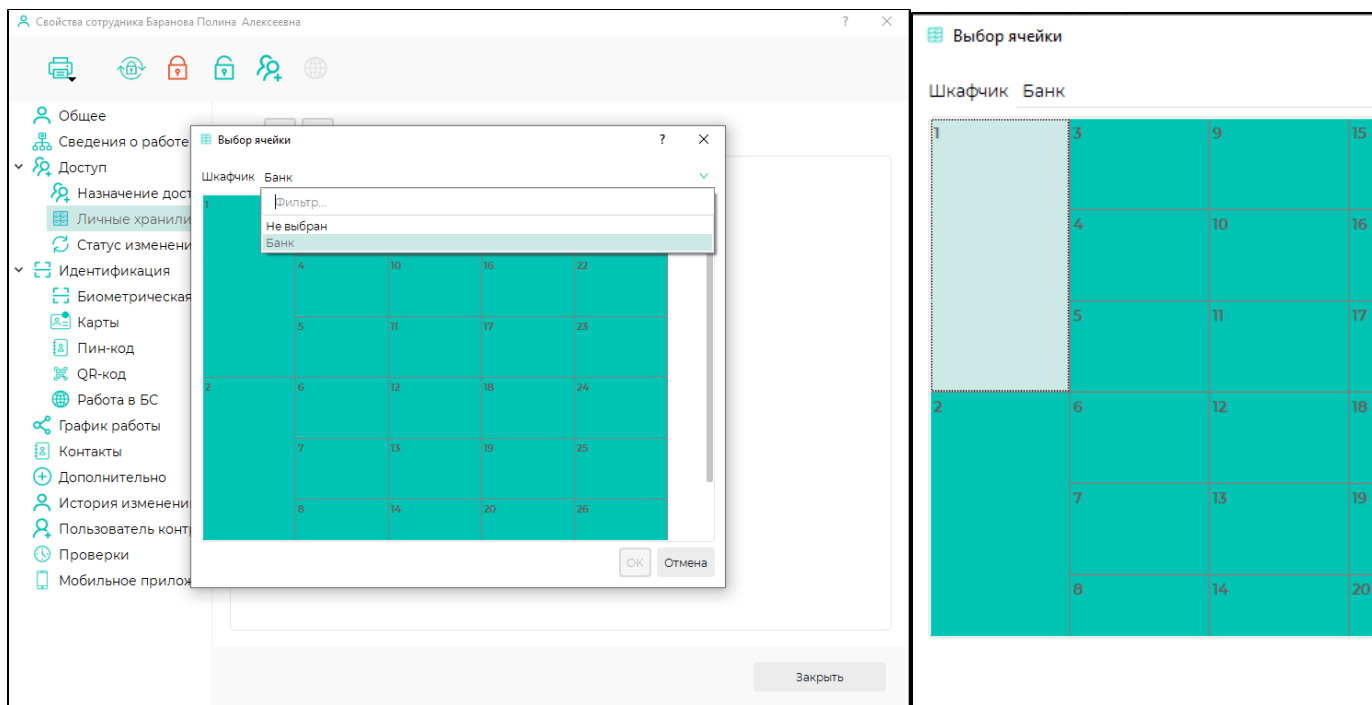 Свойства сотрудника Баранова Полина Алексеевна
?
Общее
Сведения о работе
Доступ
Назначение дост
Личные хранили
Статус изменени
Идентификация
Биометрическая
Карты
Пин-код
QR-код
Работа в БС
График работы
Контакты
Дополнительно
История изменени
Пользователь конт
Проверки
Мобильное прилож
Выбор ячейки
?
Шкафчик Банк
Фильтр...
Не выбран
Банк
1
4 10 16 22
5 11 17 23
2 6 12 18 24
7 13 19 25
8 14 20 26
OK Отмена
Закрыть
Выбор ячейки
Шкафчик Банк
1 3 9 15
4 10 16
5 11 17
2 6 12 18
7 13 19
8 14 20